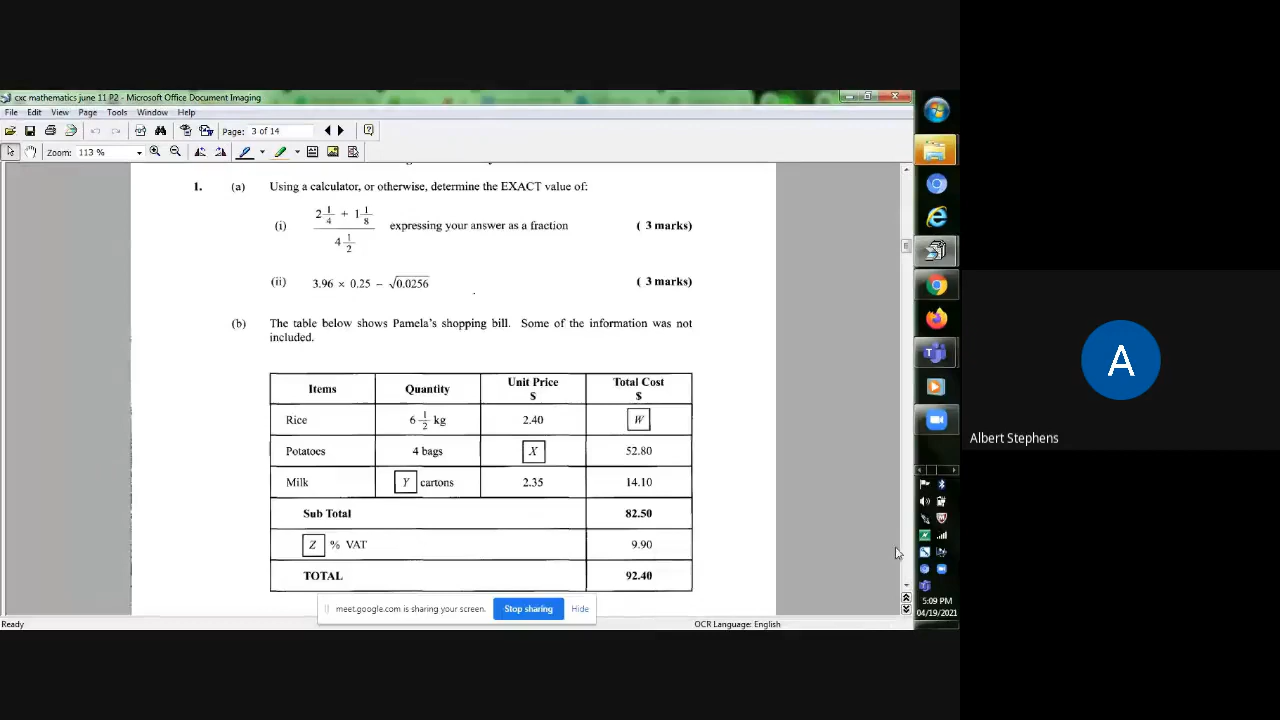 cxc mathematics june 11 P2 - Microsoft Office Document Imaging
File Edit View Page Tools Window Help
Page: 3 of 14
Zoom: 113 %
1. (a) Using a calculator, or otherwise, determine the EXACT value of:
(i) (2 1/4 + 1 1/8) / (4 1/2) expressing your answer as a fraction ( 3 marks)
(ii) 3.96 × 0.25 – √0.0256 ( 3 marks)
(b) The table below shows Pamela's shopping bill. Some of the information was not
included.
Items Quantity Unit Price $ Total Cost $
Rice 6 1/2 kg 2.40 W
Potatoes 4 bags X 52.80
Milk Y cartons 2.35 14.10
Sub Total 82.50
Z % VAT 9.90
TOTAL 92.40
meet.google.com is sharing your screen. Stop sharing Hide
Ready OCR Language: English
5:09 PM
04/19/2021
A
Albert Stephens